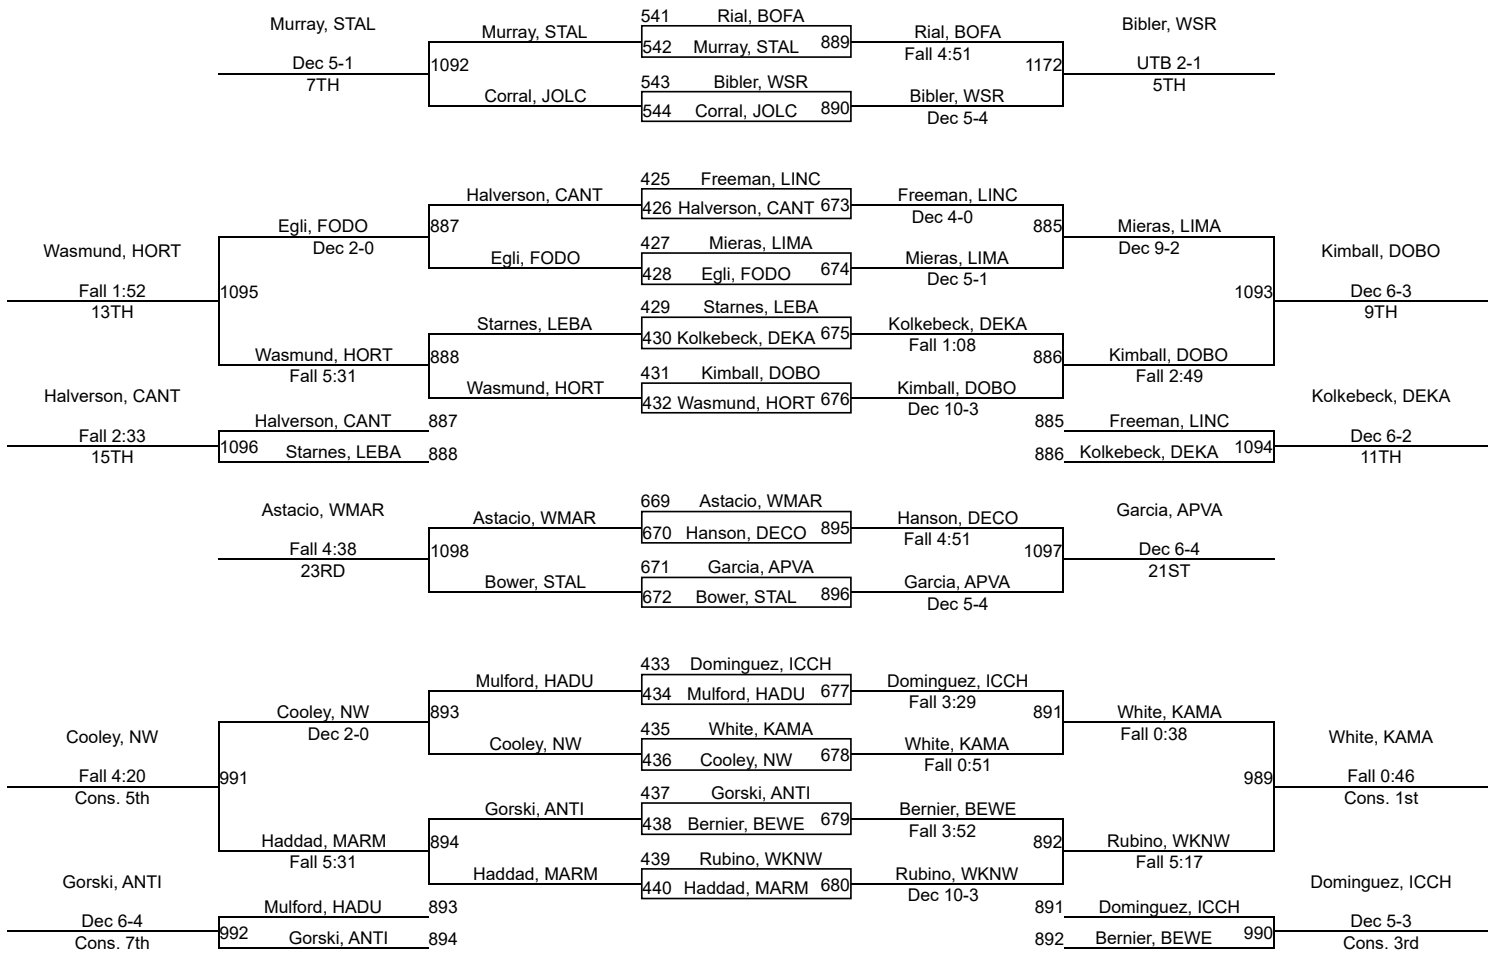 541 Rial, BOFA
Murray, STAL
Bibler, WSR
Murray, STAL
Rial, BOFA
542 Murray, STAL 889
Fall 4:51
Dec 5-1
1092
1172
UTB 2-1
7TH
543 Bibler, WSR
5TH
Corral, JOLC
Bibler, WSR
544 Corral, JOLC 890
Dec 5-4
425 Freeman, LINC
Halverson, CANT
Freeman, LINC
426 Halverson, CANT 673
Dec 4-0
Egli, FODO
887
885
Mieras, LIMA
Dec 2-0
427 Mieras, LIMA
Dec 9-2
Wasmund, HORT
Kimball, DOBO
Egli, FODO
Mieras, LIMA
428 Egli, FODO 674
Dec 5-1
Fall 1:52
1095
1093
Dec 6-3
13TH
429 Starnes, LEBA
9TH
Starnes, LEBA
Kolkebeck, DEKA
430 Kolkebeck, DEKA 675
Fall 1:08
Wasmund, HORT
888
886
Kimball, DOBO
Fall 5:31
431 Kimball, DOBO
Fall 2:49
Halverson, CANT
Wasmund, HORT
Kimball, DOBO
Kolkebeck, DEKA
432 Wasmund, HORT 676
Dec 10-3
Halverson, CANT 887
885 Freeman, LINC
Fall 2:33
Dec 6-2
1096 Starnes, LEBA 888
886 Kolkebeck, DEKA 1094
15TH
11TH
669 Astacio, WMAR
Astacio, WMAR
Garcia, APVA
Astacio, WMAR
Hanson, DECO
670 Hanson, DECO 895
Fall 4:51
Fall 4:38
1098
1097
Dec 6-4
23RD
671 Garcia, APVA
21ST
Bower, STAL
Garcia, APVA
672 Bower, STAL 896
Dec 5-4
433 Dominguez, ICCH
Mulford, HADU
Dominguez, ICCH
434 Mulford, HADU 677
Fall 3:29
Cooley, NW
893
891
White, KAMA
Dec 2-0
435 White, KAMA
Fall 0:38
Cooley, NW
White, KAMA
Cooley, NW
White, KAMA
436 Cooley, NW 678
Fall 0:51
Fall 4:20
991
989
Fall 0:46
Cons. 5th
437 Gorski, ANTI
Cons. 1st
Gorski, ANTI
Bernier, BEWE
438 Bernier, BEWE 679
Fall 3:52
Haddad, MARM
894
892
Rubino, WKNW
Fall 5:31
439 Rubino, WKNW
Fall 5:17
Gorski, ANTI
Haddad, MARM
Rubino, WKNW
Dominguez, ICCH
440 Haddad, MARM 680
Dec 10-3
Mulford, HADU 893
891 Dominguez, ICCH
Dec 6-4
Dec 5-3
992 Gorski, ANTI 894
892 Bernier, BEWE 990
Cons. 7th
Cons. 3rd